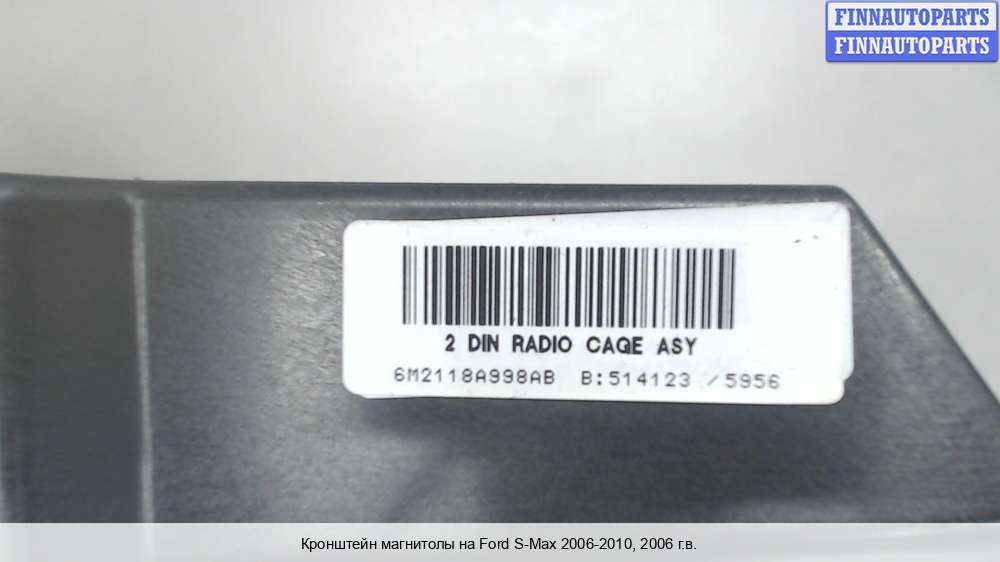 FINNAUTOPARTS
FINNAUTOPARTS
2 DIN RADIO CAGE ASY
6M2118A998AB B:514123 /5956
Кронштейн магнитолы на Ford S-Max 2006-2010, 2006 г.в.